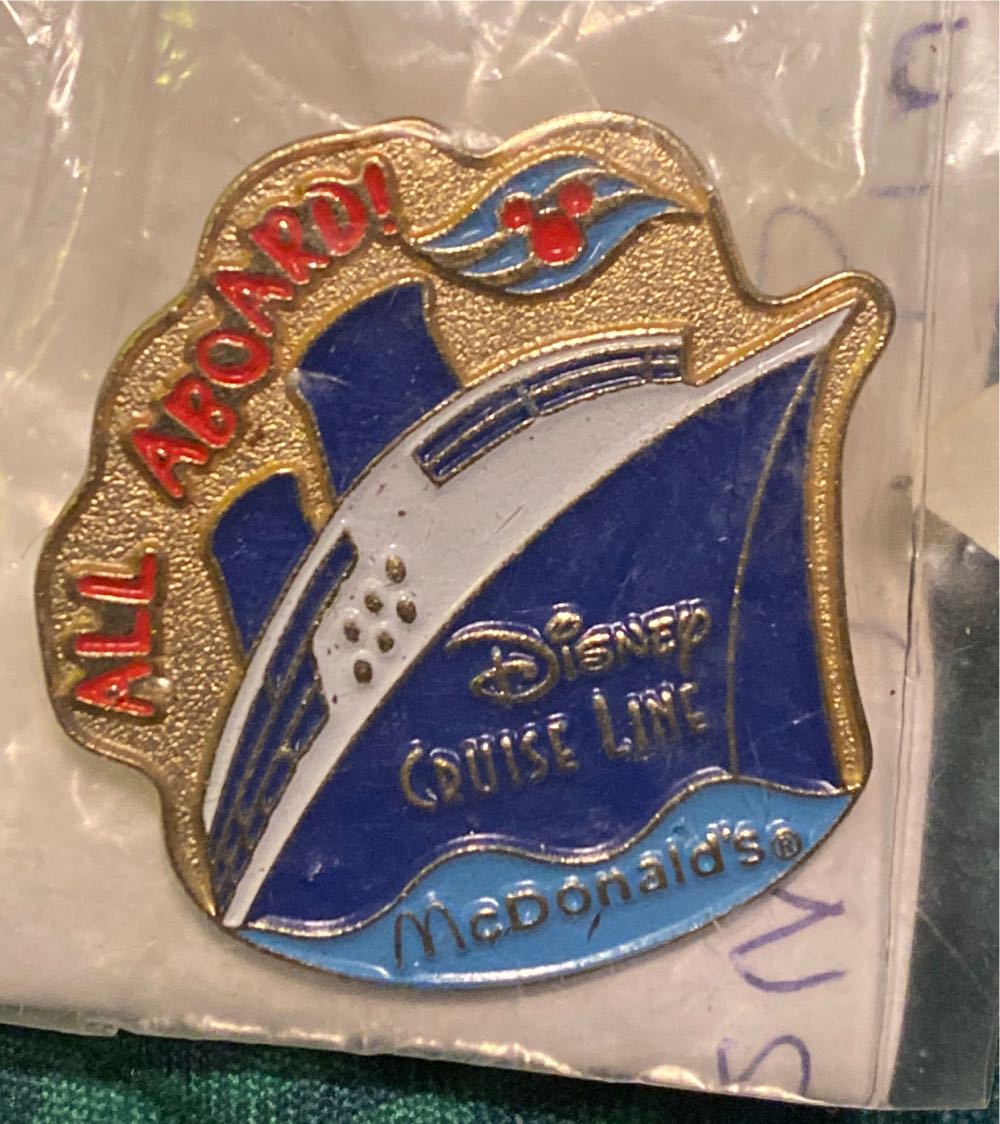 ALL ABOARD!
DISNEY
CRUISE LINE
McDonald's®